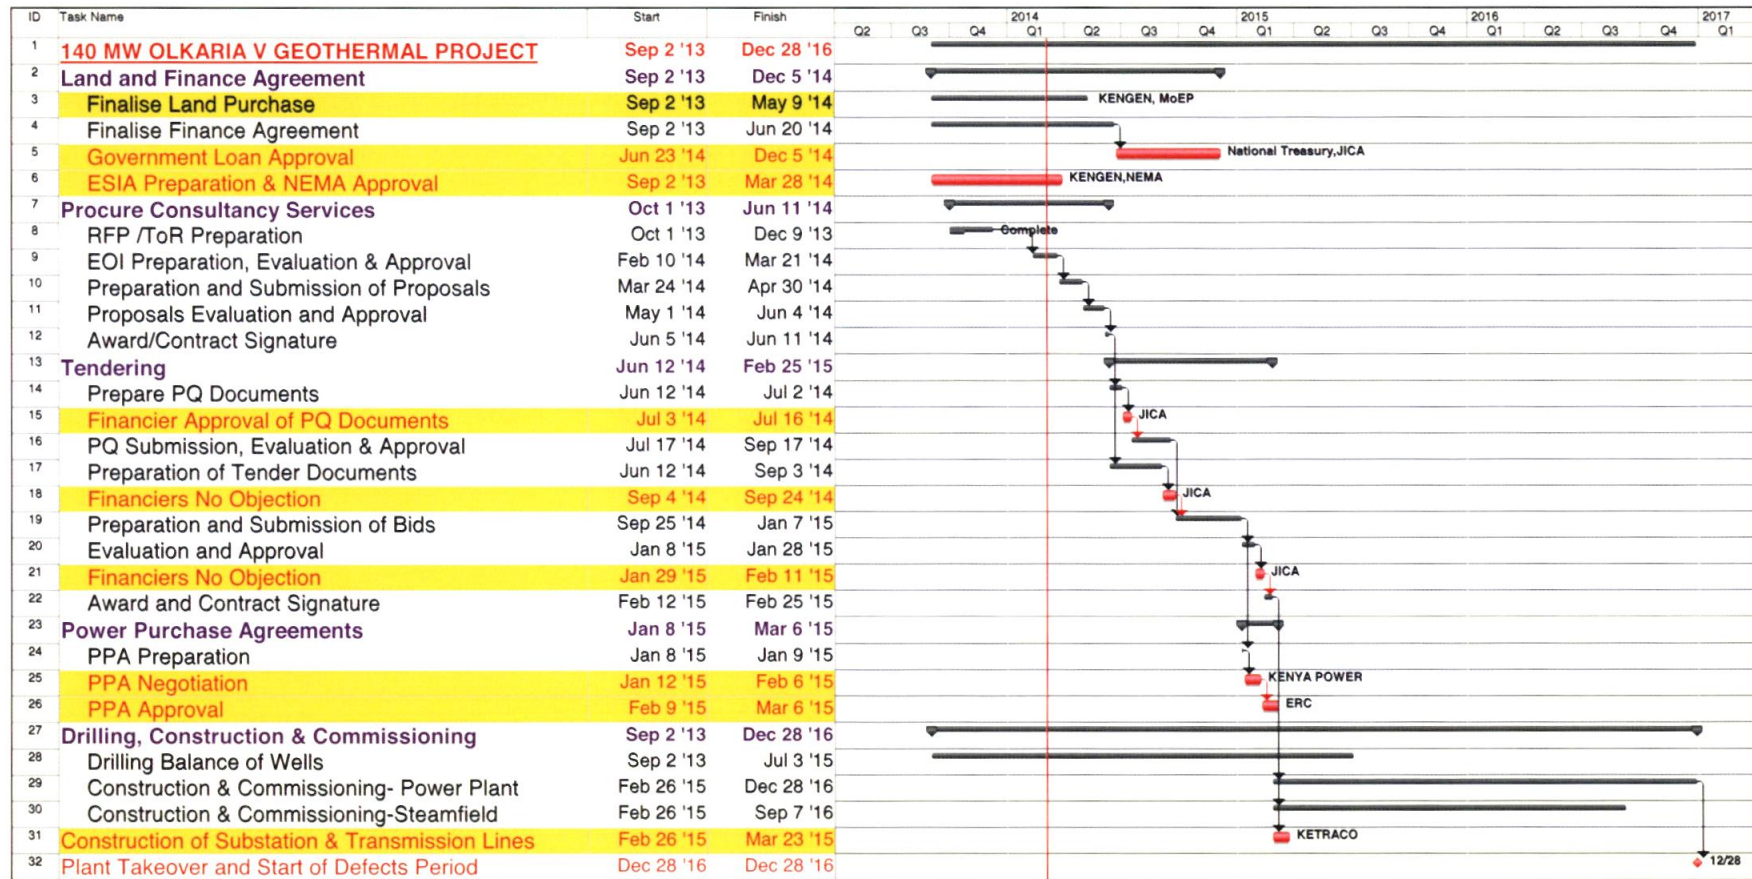 ID Task Name Start Finish 2014 2015 2016 2017
Q2 Q3 Q4 Q1 Q2 Q3 Q4 Q1 Q2 Q3 Q4 Q1 Q2 Q3 Q4 Q1
1 140 MW OLKARIA V GEOTHERMAL PROJECT Sep 2 '13 Dec 28 '16
2 Land and Finance Agreement Sep 2 '13 Dec 5 '14
3 Finalise Land Purchase Sep 2 '13 May 9 '14 KENGEN, MoEP
4 Finalise Finance Agreement Sep 2 '13 Jun 20 '14
5 Government Loan Approval Jun 23 '14 Dec 5 '14 National Treasury,JICA
6 ESIA Preparation & NEMA Approval Sep 2 '13 Mar 28 '14 KENGEN,NEMA
7 Procure Consultancy Services Oct 1 '13 Jun 11 '14
8 RFP /ToR Preparation Oct 1 '13 Dec 9 '13 Complete
9 EOI Preparation, Evaluation & Approval Feb 10 '14 Mar 21 '14
10 Preparation and Submission of Proposals Mar 24 '14 Apr 30 '14
11 Proposals Evaluation and Approval May 1 '14 Jun 4 '14
12 Award/Contract Signature Jun 5 '14 Jun 11 '14
13 Tendering Jun 12 '14 Feb 25 '15
14 Prepare PQ Documents Jun 12 '14 Jul 2 '14
15 Financier Approval of PQ Documents Jul 3 '14 Jul 16 '14 JICA
16 PQ Submission, Evaluation & Approval Jul 17 '14 Sep 17 '14
17 Preparation of Tender Documents Jun 12 '14 Sep 3 '14
18 Financiers No Objection Sep 4 '14 Sep 24 '14 JICA
19 Preparation and Submission of Bids Sep 25 '14 Jan 7 '15
20 Evaluation and Approval Jan 8 '15 Jan 28 '15
21 Financiers No Objection Jan 29 '15 Feb 11 '15 JICA
22 Award and Contract Signature Feb 12 '15 Feb 25 '15
23 Power Purchase Agreements Jan 8 '15 Mar 6 '15
24 PPA Preparation Jan 8 '15 Jan 9 '15
25 PPA Negotiation Jan 12 '15 Feb 6 '15 KENYA POWER
26 PPA Approval Feb 9 '15 Mar 6 '15 ERC
27 Drilling, Construction & Commissioning Sep 2 '13 Dec 28 '16
28 Drilling Balance of Wells Sep 2 '13 Jul 3 '15
29 Construction & Commissioning- Power Plant Feb 26 '15 Dec 28 '16
30 Construction & Commissioning-Steamfield Feb 26 '15 Sep 7 '16
31 Construction of Substation & Transmission Lines Feb 26 '15 Mar 23 '15 KETRACO
32 Plant Takeover and Start of Defects Period Dec 28 '16 Dec 28 '16 12/28